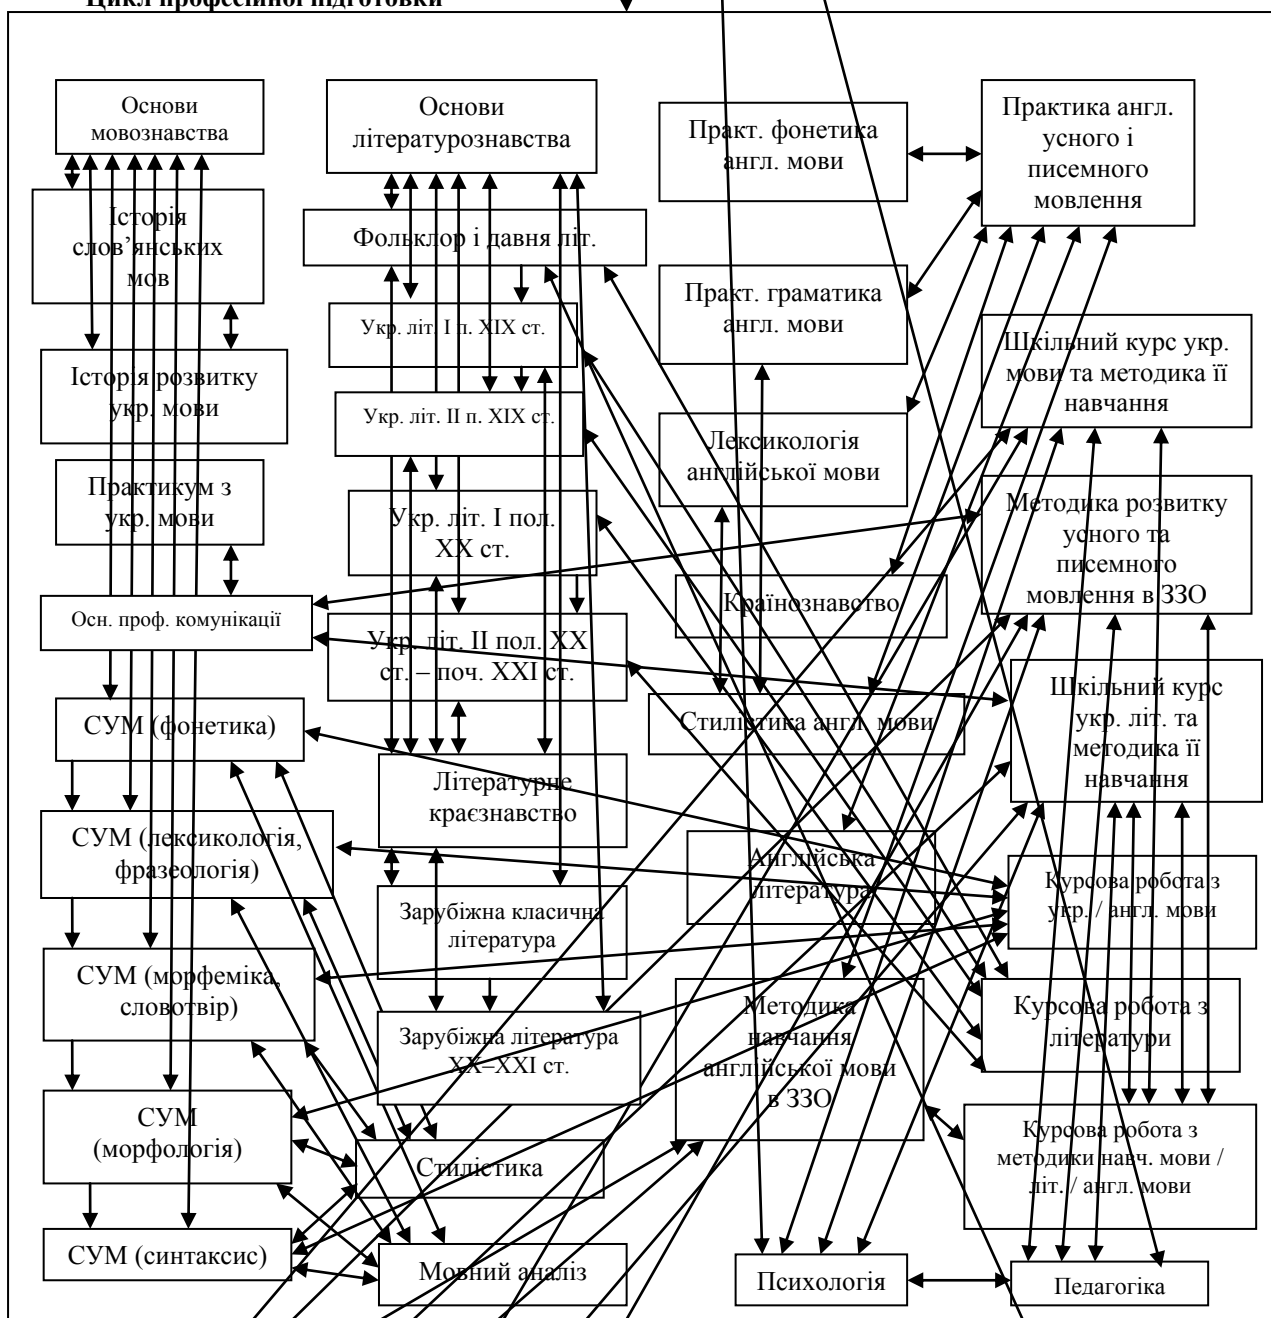 Цикл професійної підготовки
Основи
мовознавства
Історія
слов’янських
мов
Історія розвитку
укр. мови
Практикум з
укр. мови
Осн. проф. комунікації
СУМ (фонетика)
СУМ (лексикологія,
фразеологія)
СУМ (морфеміка,
словотвір)
СУМ
(морфологія)
СУМ (синтаксис)
Основи
літературознавства
Фольклор і давня літ.
Укр. літ. І п. ХІХ ст.
Укр. літ. ІІ п. ХІХ ст.
Укр. літ. І пол.
ХХ ст.
Укр. літ. ІІ пол. ХХ
ст. – поч. ХХІ ст.
Літературне
краєзнавство
Зарубіжна класична
література
Зарубіжна література
ХХ–ХХІ ст.
Стилістика
Мовний аналіз
Практ. фонетика
англ. мови
Практ. граматика
англ. мови
Лексикологія
англійської мови
Країнознавство
Стилістика англ. мови
Англійська
література
Методика
навчання
англійської мови
в ЗЗО
Психологія
Практика англ.
усного і
писемного
мовлення
Шкільний курс укр.
мови та методика її
навчання
Методика розвитку
усного та
писемного
мовлення в ЗЗО
Шкільний курс
укр. літ. та
методика її
навчання
Курсова робота з
укр. / англ. мови
Курсова робота з
літератури
Курсова робота з
методики навч. мови /
літ. / англ. мови
Педагогіка